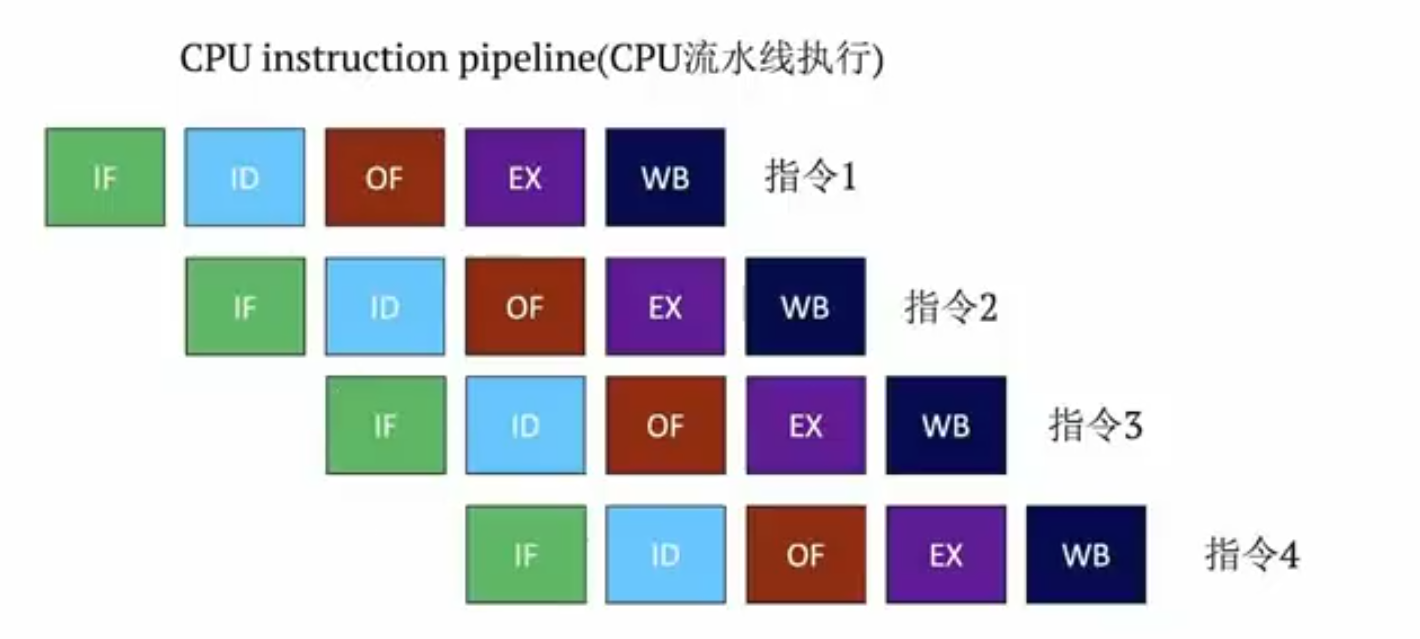 CPU instruction pipeline(CPU流水线执行)
IF ID OF EX WB 指令1
IF ID OF EX WB 指令2
IF ID OF EX WB 指令3
IF ID OF EX WB 指令4